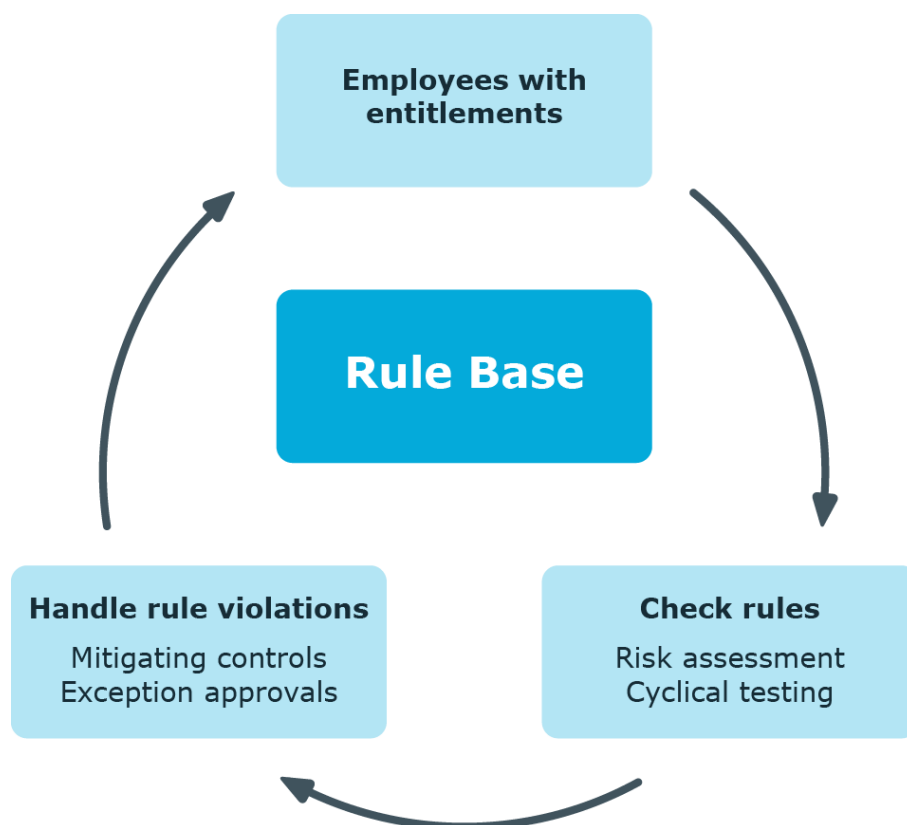 Employees with
entitlements
Rule Base
Handle rule violations
Mitigating controls
Exception approvals
Check rules
Risk assessment
Cyclical testing